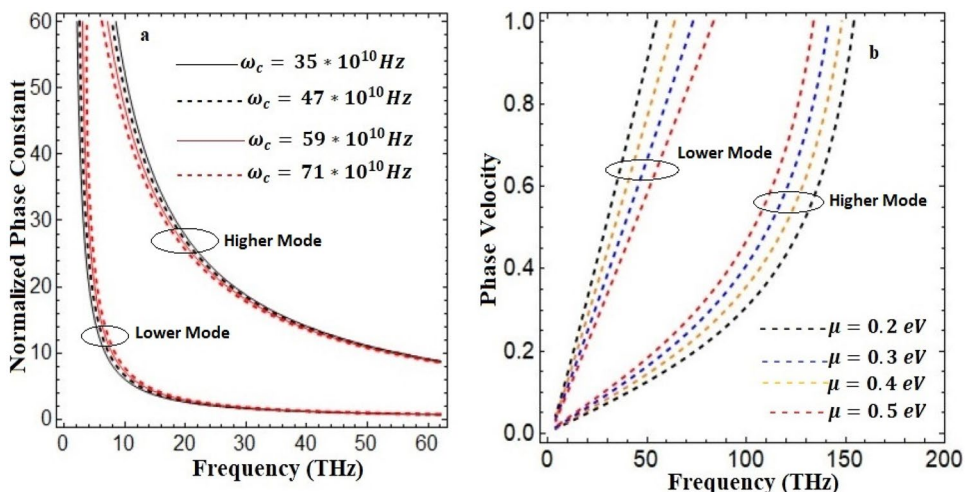 a
ω_c = 35 * 10^10 Hz
ω_c = 47 * 10^10 Hz
ω_c = 59 * 10^10 Hz
ω_c = 71 * 10^10 Hz
Higher Mode
Lower Mode
Normalized Phase Constant
60
50
40
30
20
10
0
0 10 20 30 40 50 60
Frequency (THz)
b
Lower Mode
Higher Mode
μ = 0.2 eV
μ = 0.3 eV
μ = 0.4 eV
μ = 0.5 eV
Phase Velocity
1.0
0.8
0.6
0.4
0.2
0.0
0 50 100 150 200
Frequency (THz)